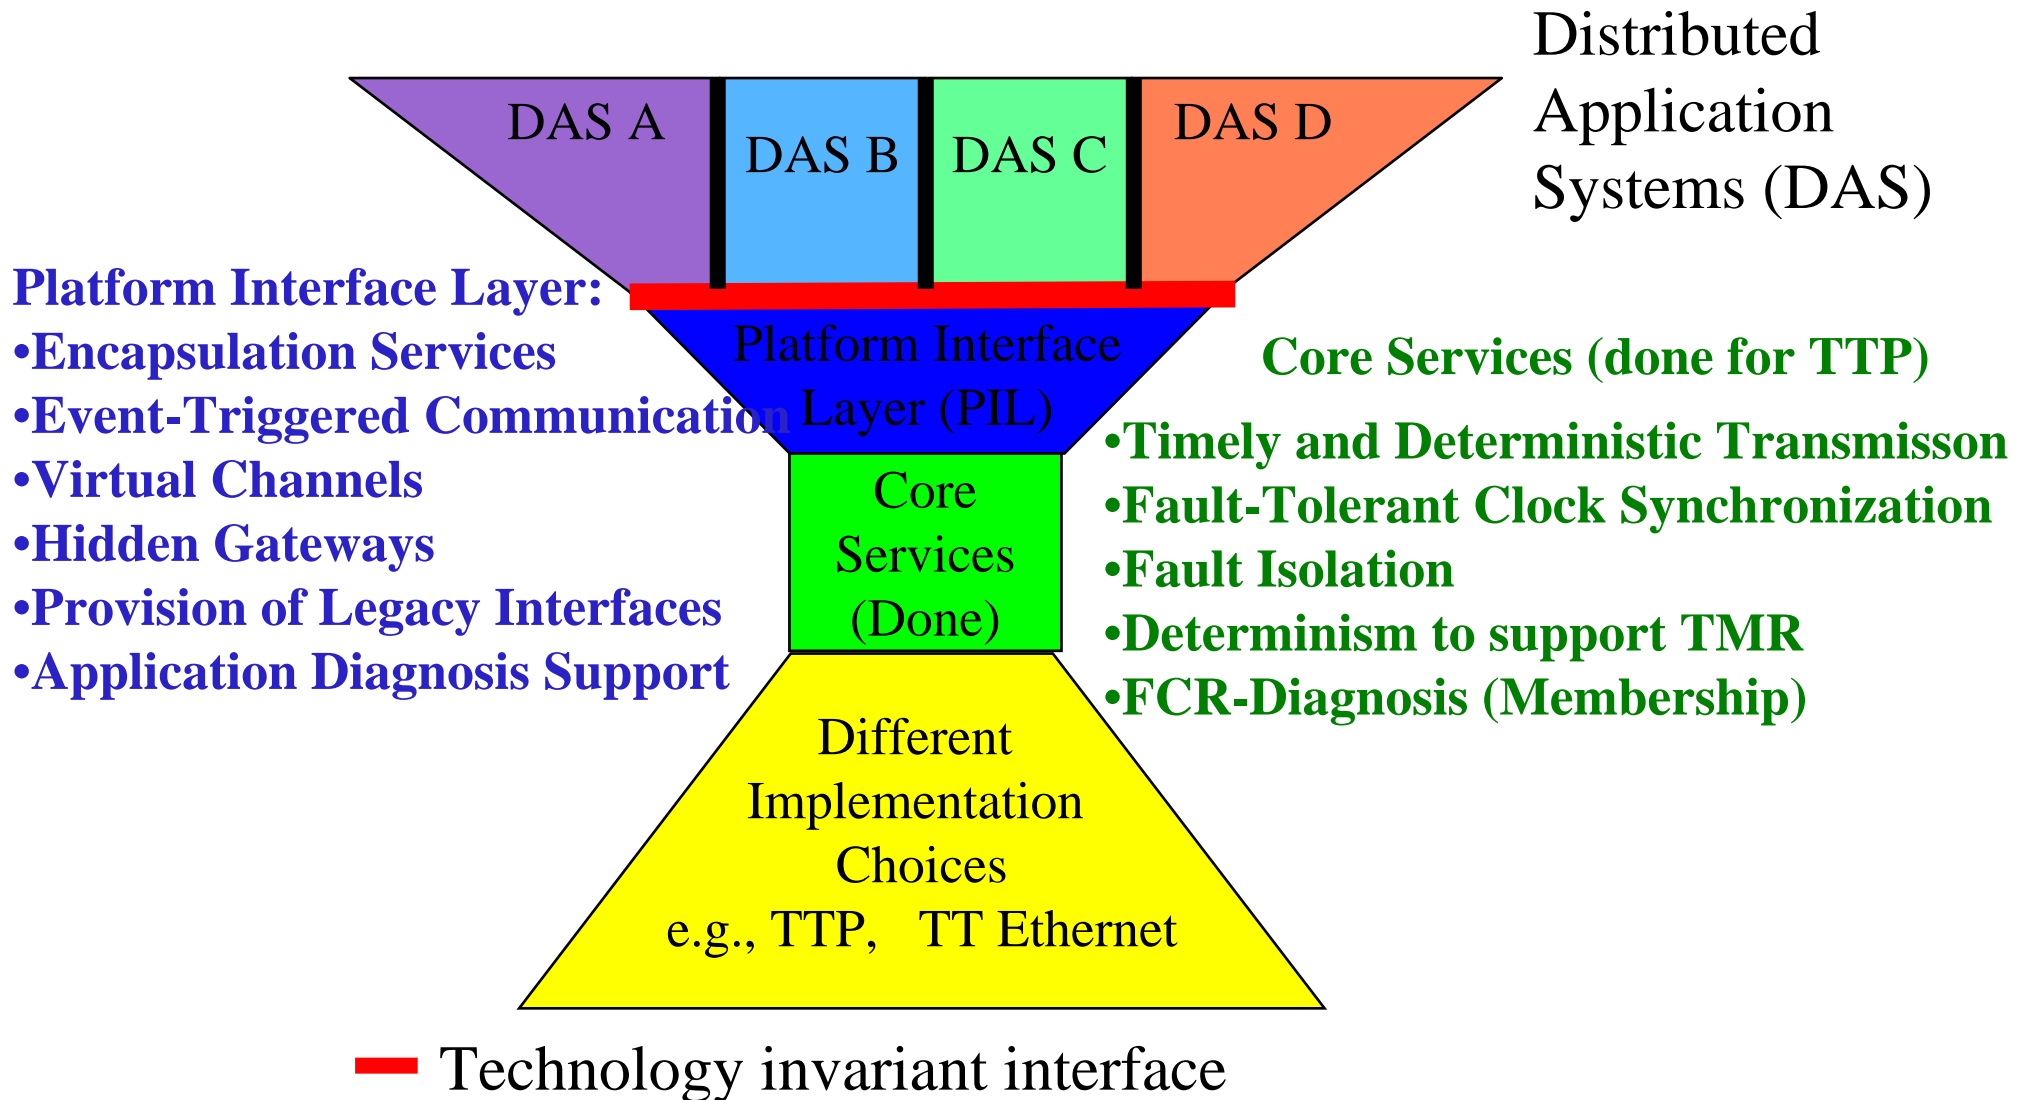 Distributed
Application
Systems (DAS)
DAS A
DAS B
DAS C
DAS D
Platform Interface Layer:
•Encapsulation Services
•Event-Triggered Communication
•Virtual Channels
•Hidden Gateways
•Provision of Legacy Interfaces
•Application Diagnosis Support
Platform Interface
Layer (PIL)
Core
Services
(Done)
Core Services (done for TTP)
•Timely and Deterministic Transmisson
•Fault-Tolerant Clock Synchronization
•Fault Isolation
•Determinism to support TMR
•FCR-Diagnosis (Membership)
Different
Implementation
Choices
e.g., TTP, TT Ethernet
Technology invariant interface